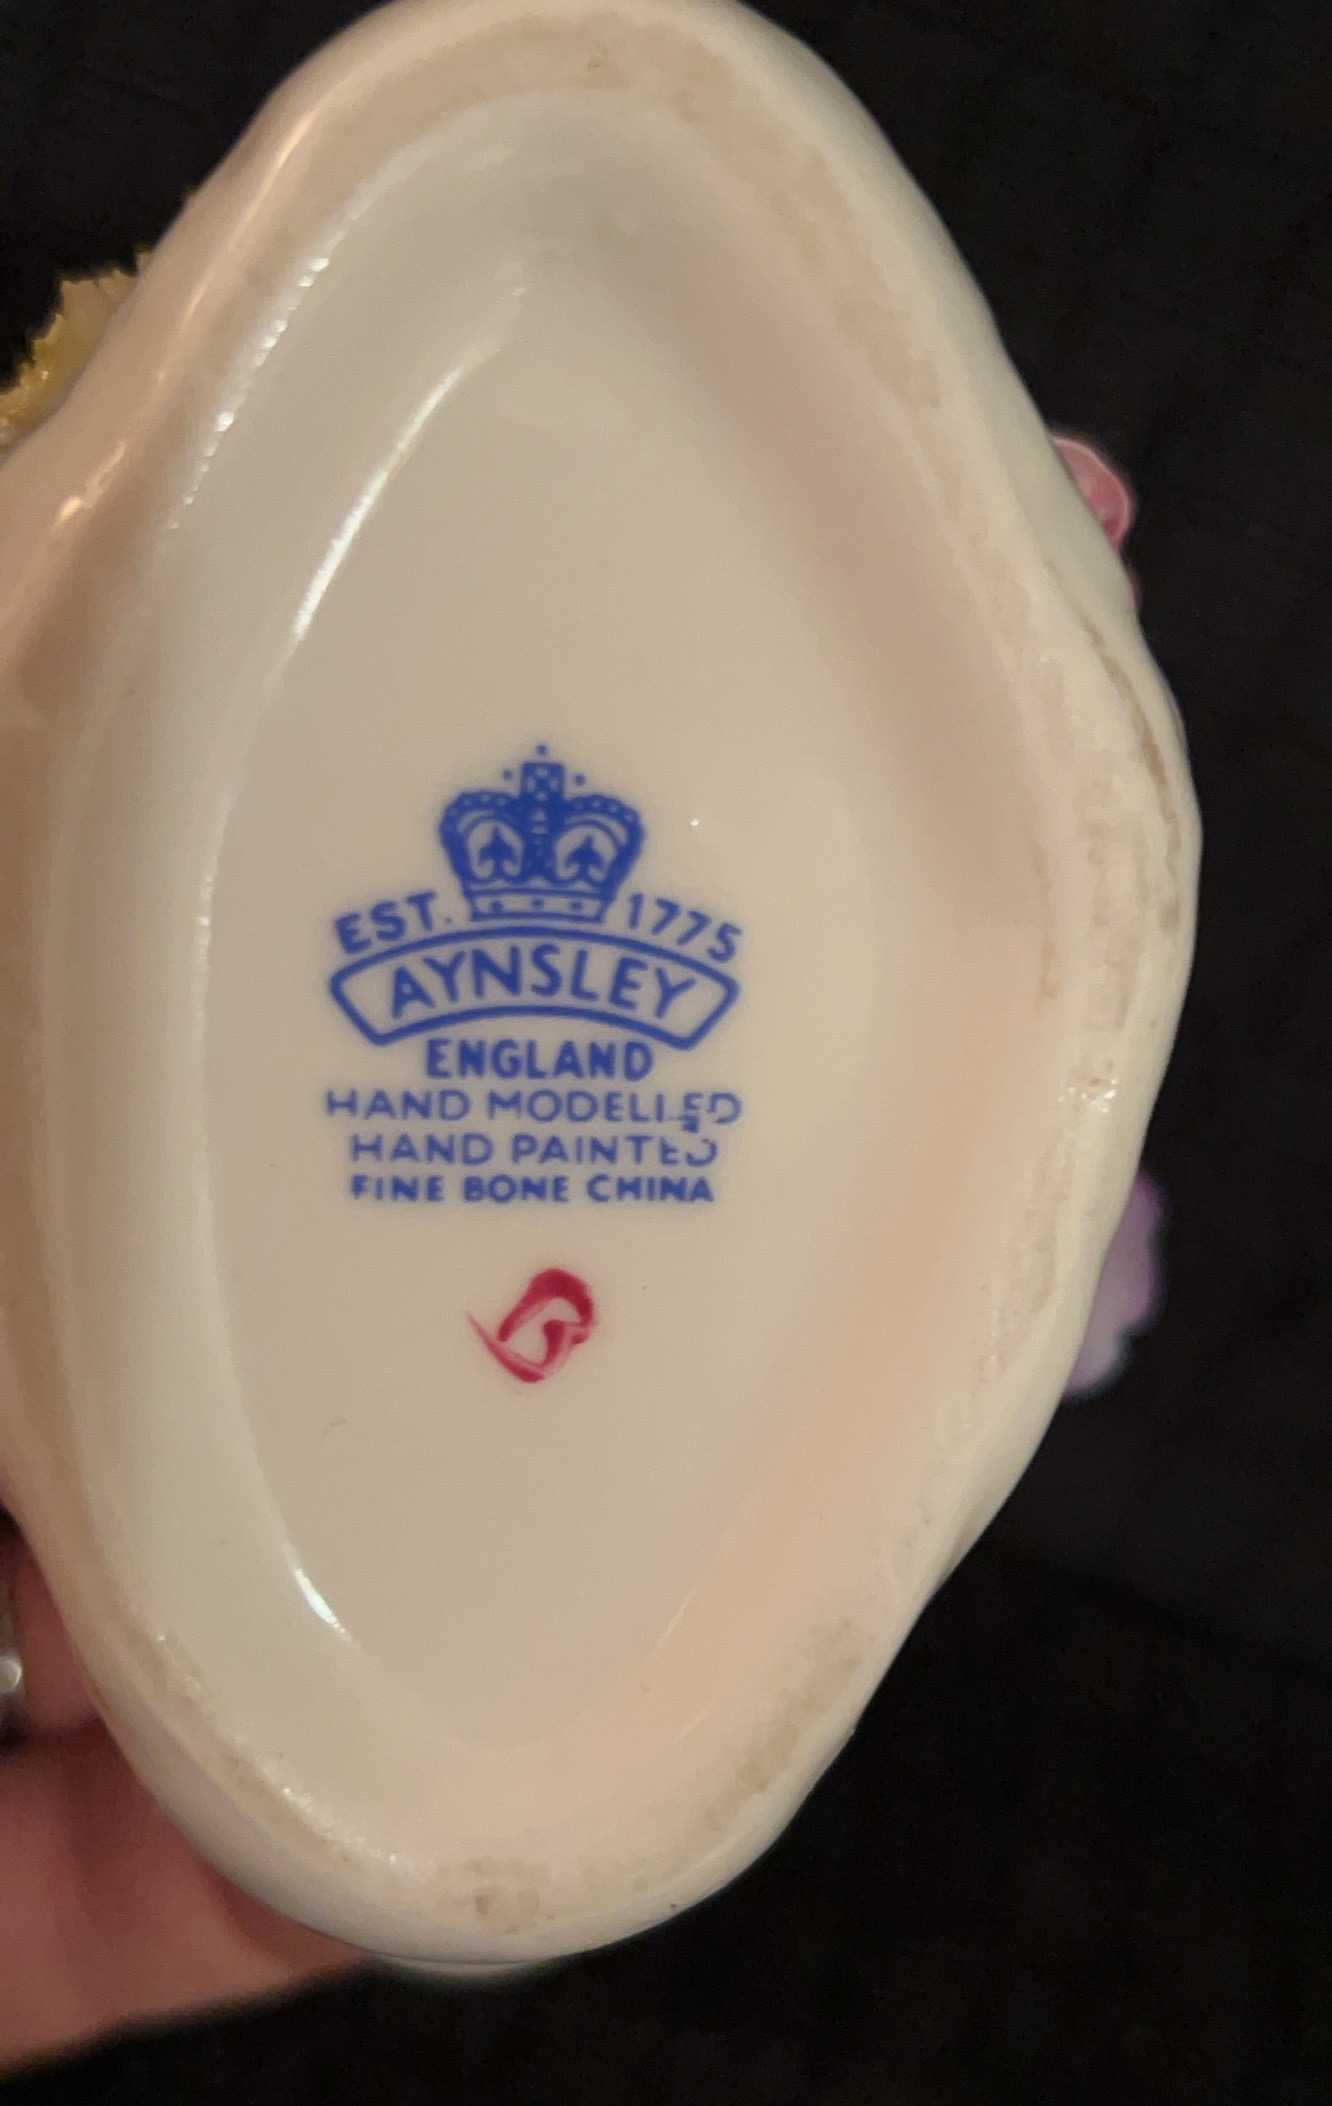 EST. 1775
AYNSLEY
ENGLAND
HAND MODELLED
HAND PAINTED
FINE BONE CHINA